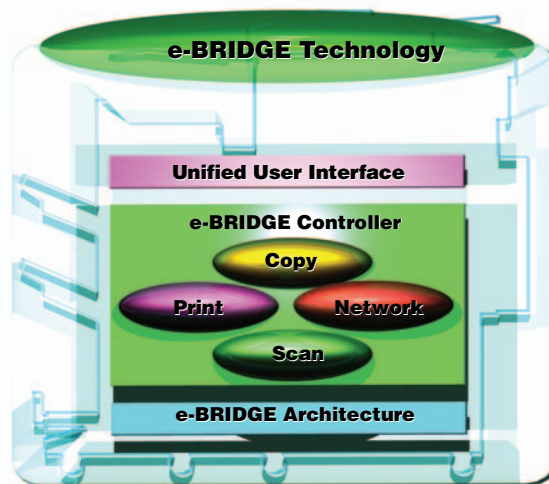 e-BRIDGE Technology
Unified User Interface
e-BRIDGE Controller
Copy
Print
Network
Scan
e-BRIDGE Architecture